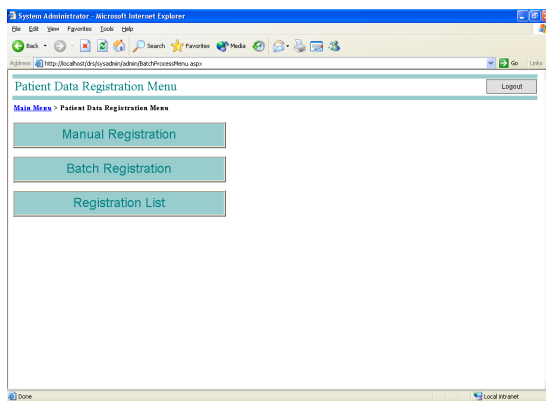 System Administrator - Microsoft Internet Explorer
File Edit View Favorites Tools Help
Back Search Favorites Media
Address http://localhost/drs/sysadmin/admin/BatchProcessMenu.aspx Go Links
Patient Data Registration Menu Logout
Main Menu > Patient Data Registration Menu
Manual Registration
Batch Registration
Registration List
Done Local intranet